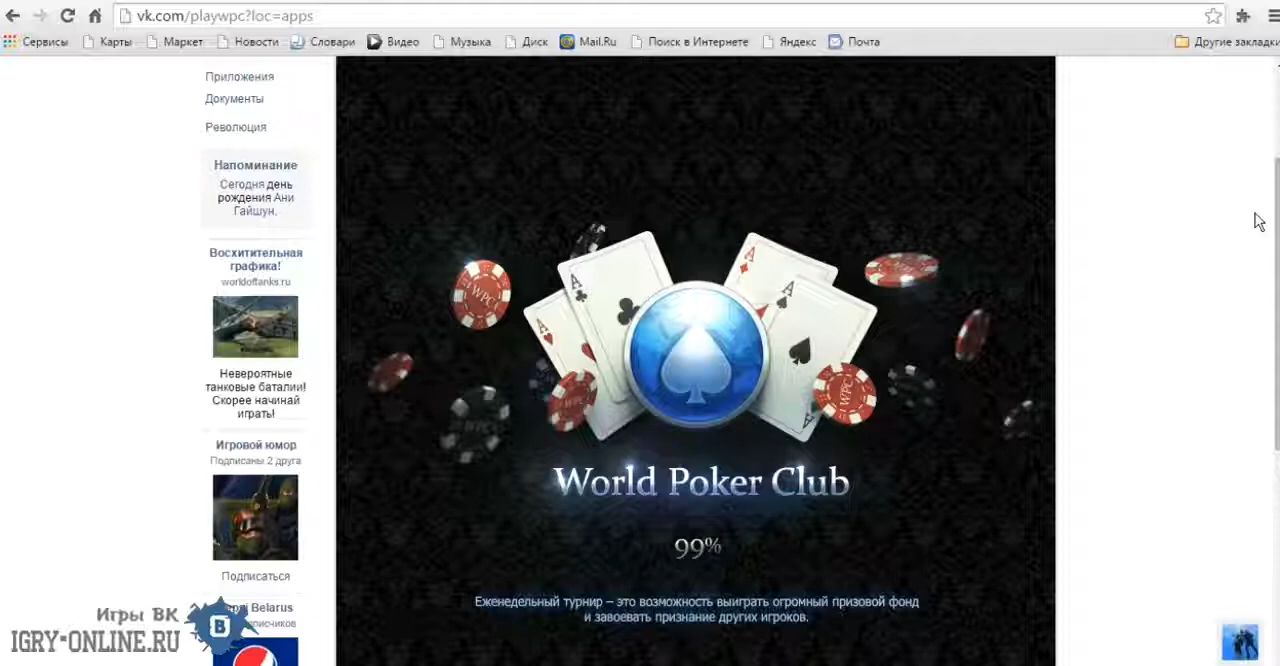 vk.com/playwpc?loc=apps
Сервисы
Карты
Маркет
Новости
Словари
Видео
Музыка
Диск
Mail.Ru
Поиск в Интернете
Яндекс
Почта
Другие закладки
Приложения
Документы
Революция
Напоминание
Сегодня день
рождения Ани
Гайшун.
Восхитительная
графика!
worldoftanks.ru
Невероятные
танковые баталии!
Скорее начинай
играть!
Игровой юмор
Подписаны 2 друга
Подписаться
Belarus
A
A
A
A
WPC
WPC
WPC
World Poker Club
99%
Еженедельный турнир – это возможность выиграть огромный призовой фонд
и завоевать признание других игроков.
Игры ВК
IGRY-ONLINE.RU
В